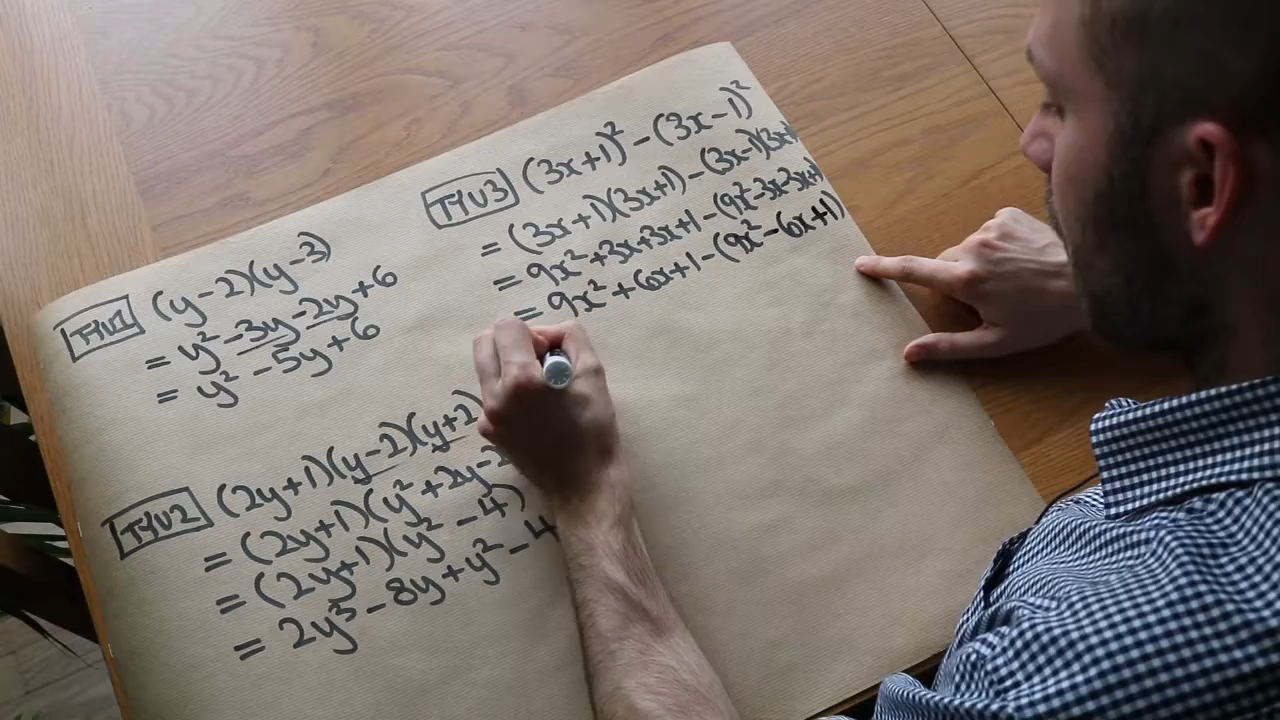 TYU1 (y-2)(y-3)
= y² -3y -2y +6
= y² -5y +6
TYU2 (2y+1)(y-2)(y+2)
= (2y+1)(y²+2y-2
= (2y+1)(y² -4)
= 2y³ - 8y + y² - 4
TYU3 (3x+1)² - (3x-1)²
= (3x+1)(3x+1) - (3x-1)(3x-1
= 9x² +3x+3x+1 - (9x²-3x-3x+1)
= 9x² +6x+1 - (9x² -6x+1)